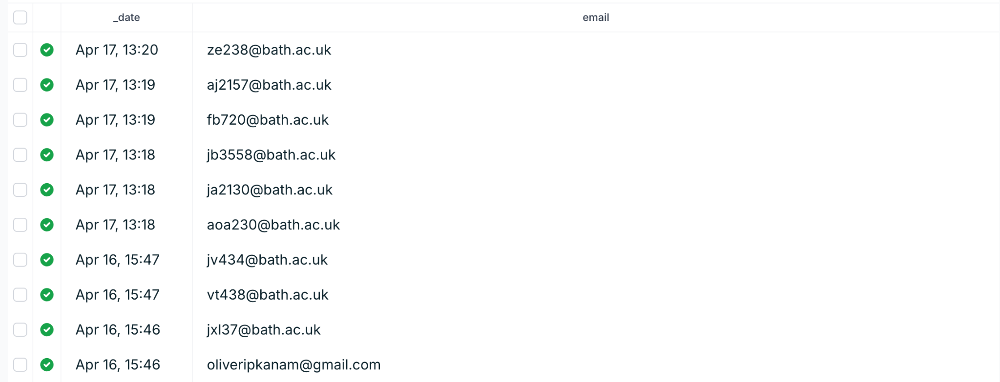 _date email
Apr 17, 13:20 ze238@bath.ac.uk
Apr 17, 13:19 aj2157@bath.ac.uk
Apr 17, 13:19 fb720@bath.ac.uk
Apr 17, 13:18 jb3558@bath.ac.uk
Apr 17, 13:18 ja2130@bath.ac.uk
Apr 17, 13:18 aoa230@bath.ac.uk
Apr 16, 15:47 jv434@bath.ac.uk
Apr 16, 15:47 vt438@bath.ac.uk
Apr 16, 15:46 jxl37@bath.ac.uk
Apr 16, 15:46 oliveripkanam@gmail.com